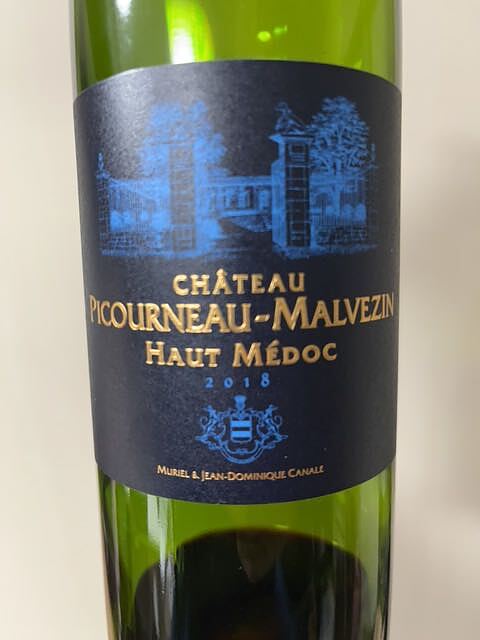 CHÂTEAU
PICOURNEAU-MALVEZIN
HAUT MÉDOC
2018
MURIEL & JEAN-DOMINIQUE CANALE